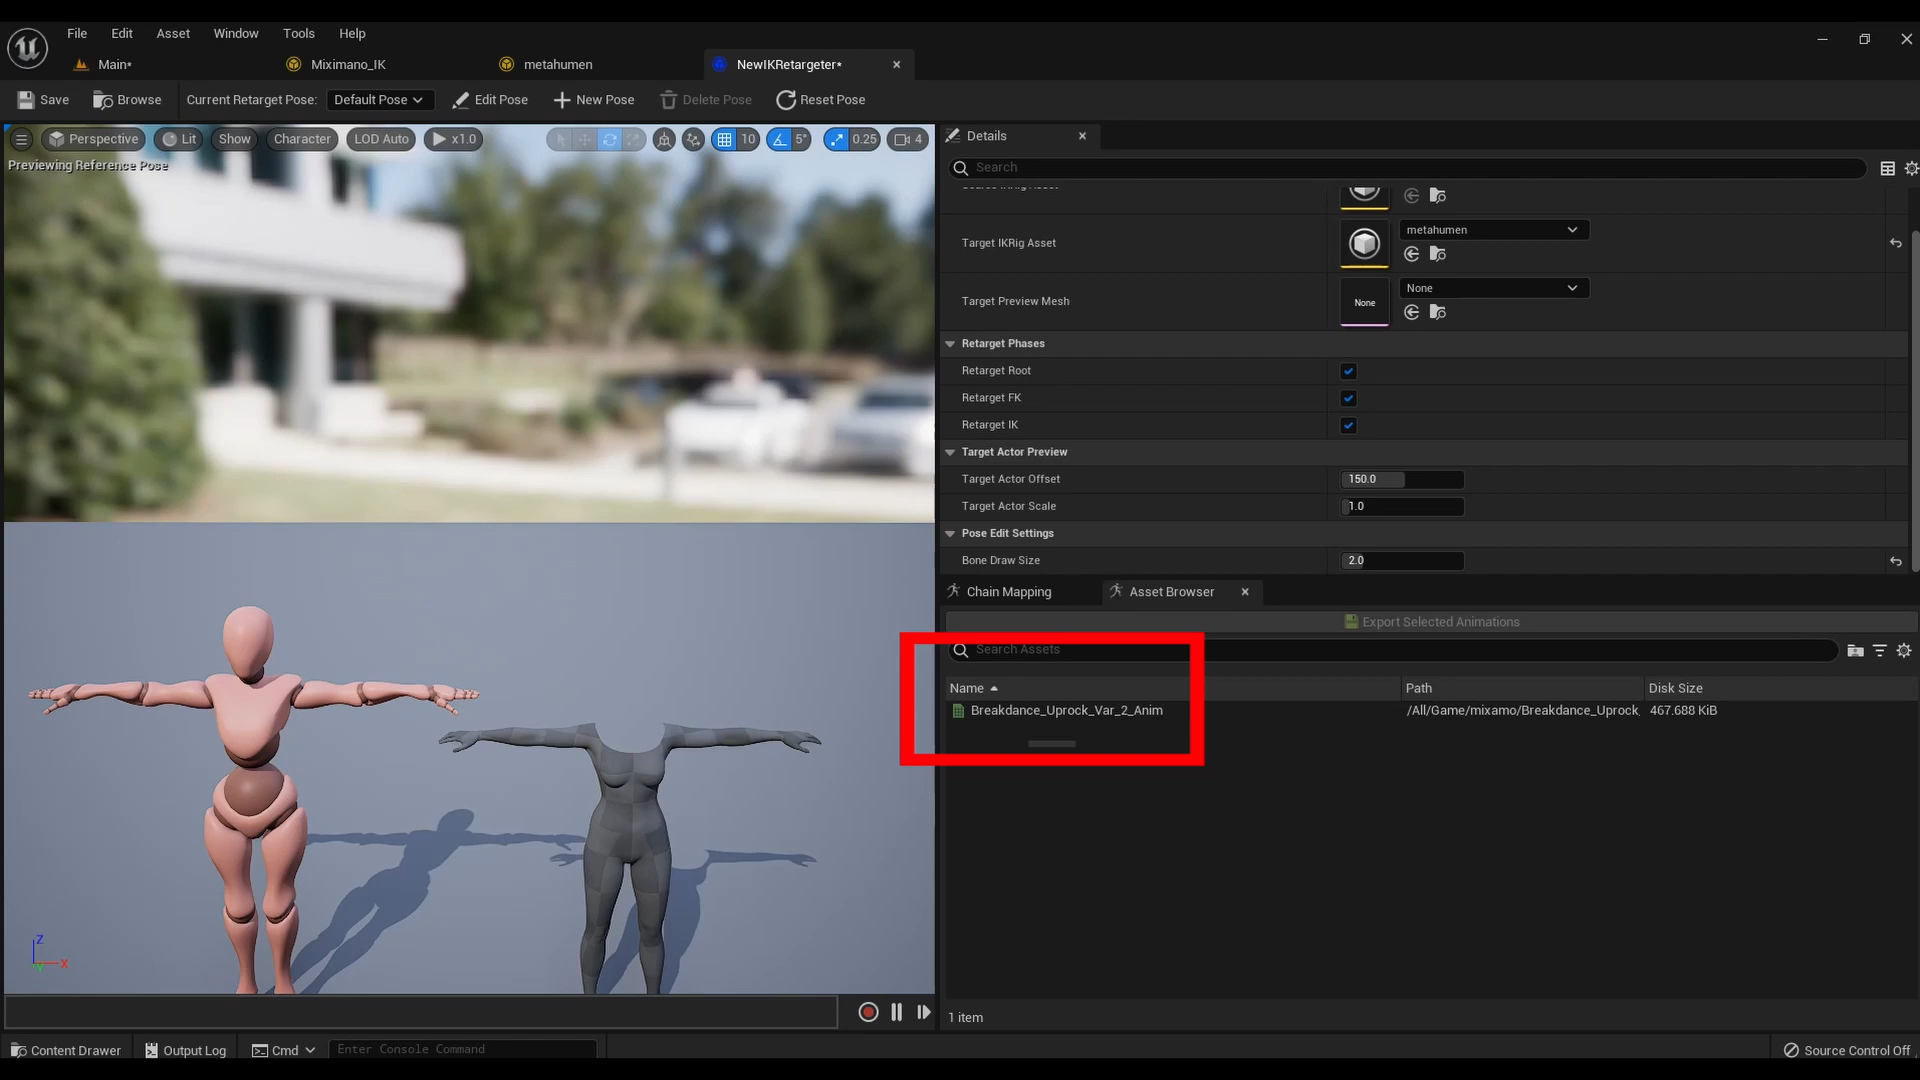 File Edit Asset Window Tools Help
Main* Miximano_IK metahumen NewIKRetargeter*
Save Browse Current Retarget Pose: Default Pose Edit Pose New Pose Delete Pose Reset Pose
Perspective Lit Show Character LOD Auto x1.0 10 5° 0.25 4
Previewing Reference Pose
Details
Search
Target IKRig Asset metahumen
Target Preview Mesh None None
Retarget Phases
Retarget Root
Retarget FK
Retarget IK
Target Actor Preview
Target Actor Offset 150.0
Target Actor Scale 1.0
Pose Edit Settings
Bone Draw Size 2.0
Chain Mapping Asset Browser
Export Selected Animations
Search Assets
Name Path Disk Size
Breakdance_Uprock_Var_2_Anim /All/Game/mixamo/Breakdance_Uprock_ 467.688 KiB
Z
X
Y
1 item
Content Drawer Output Log Cmd Enter Console Command Source Control Off